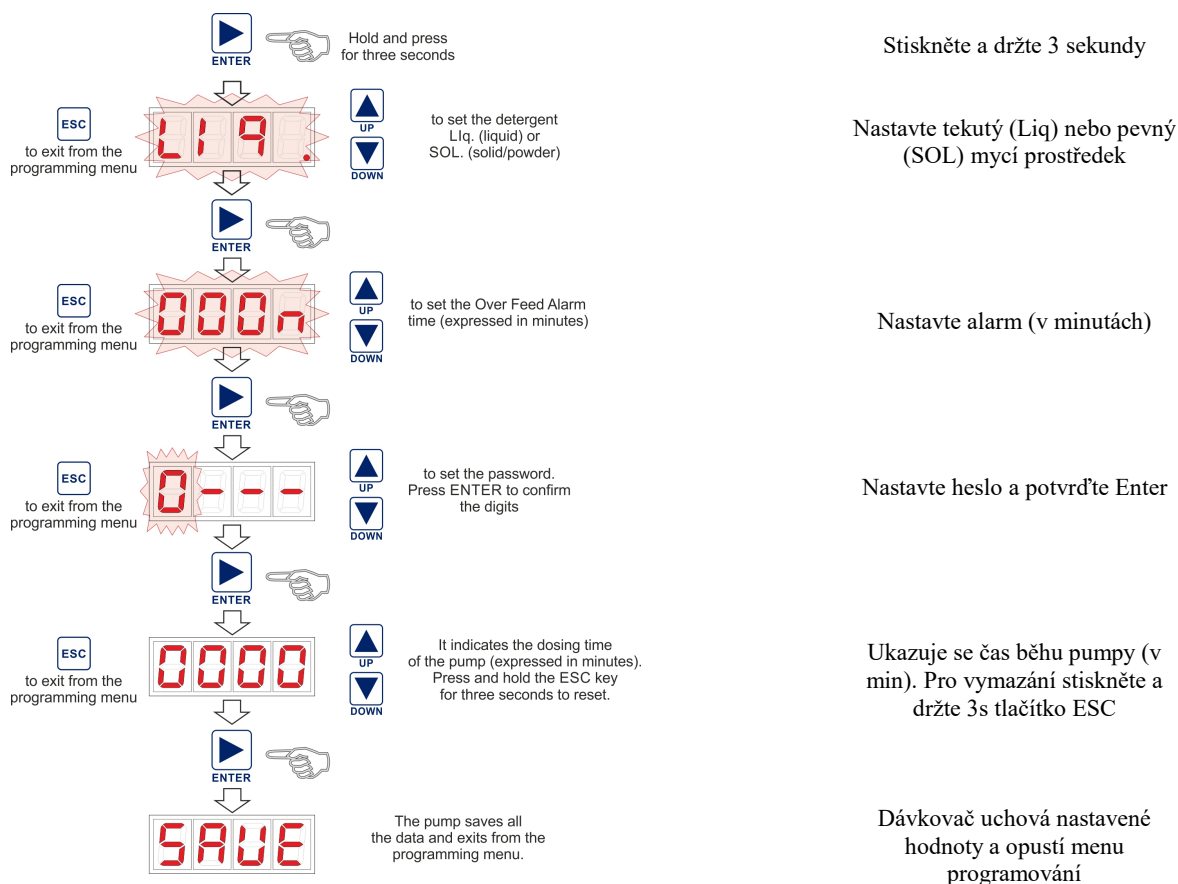 ENTER
Hold and press
for three seconds
Stiskněte a držte 3 sekundy
ESC
to exit from the
programming menu
LI9.
UP
DOWN
to set the detergent
LIq. (liquid) or
SOL. (solid/powder)
Nastavte tekutý (Liq) nebo pevný
(SOL) mycí prostředek
ENTER
ESC
to exit from the
programming menu
000n
UP
DOWN
to set the Over Feed Alarm
time (expressed in minutes)
Nastavte alarm (v minutách)
ENTER
ESC
to exit from the
programming menu
0---
UP
DOWN
to set the password.
Press ENTER to confirm
the digits
Nastavte heslo a potvrďte Enter
ENTER
ESC
to exit from the
programming menu
0000
UP
DOWN
It indicates the dosing time
of the pump (expressed in minutes).
Press and hold the ESC key
for three seconds to reset.
Ukazuje se čas běhu pumpy (v
min). Pro vymazání stiskněte a
držte 3s tlačítko ESC
ENTER
SAVE
The pump saves all
the data and exits from the
programming menu.
Dávkovač uchová nastavené
hodnoty a opustí menu
programování